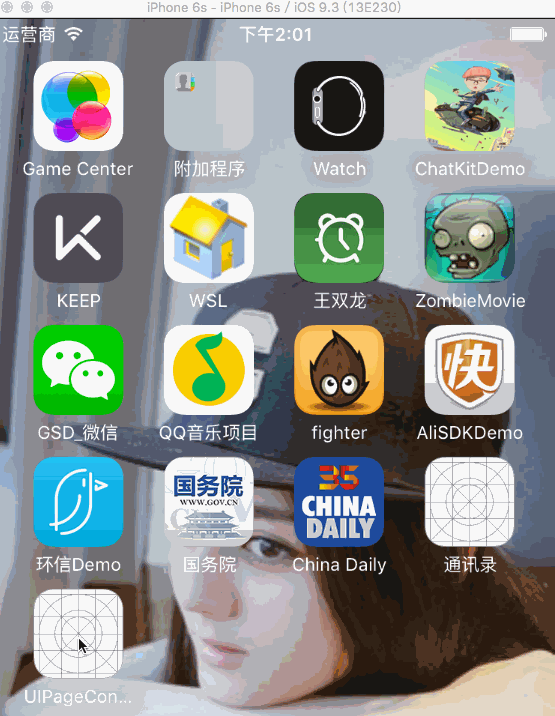 iPhone 6s - iPhone 6s / iOS 9.3 (13E230)
运营商 下午2:01
Game Center 附加程序 Watch ChatKitDemo
KEEP WSL 王双龙 ZombieMovie
快
GSD_微信 QQ音乐项目 fighter AliSDKDemo
国务院
WWW.GOV.CN
35
CHINA
DAILY
环信Demo 国务院 China Daily 通讯录
UIPageCon...